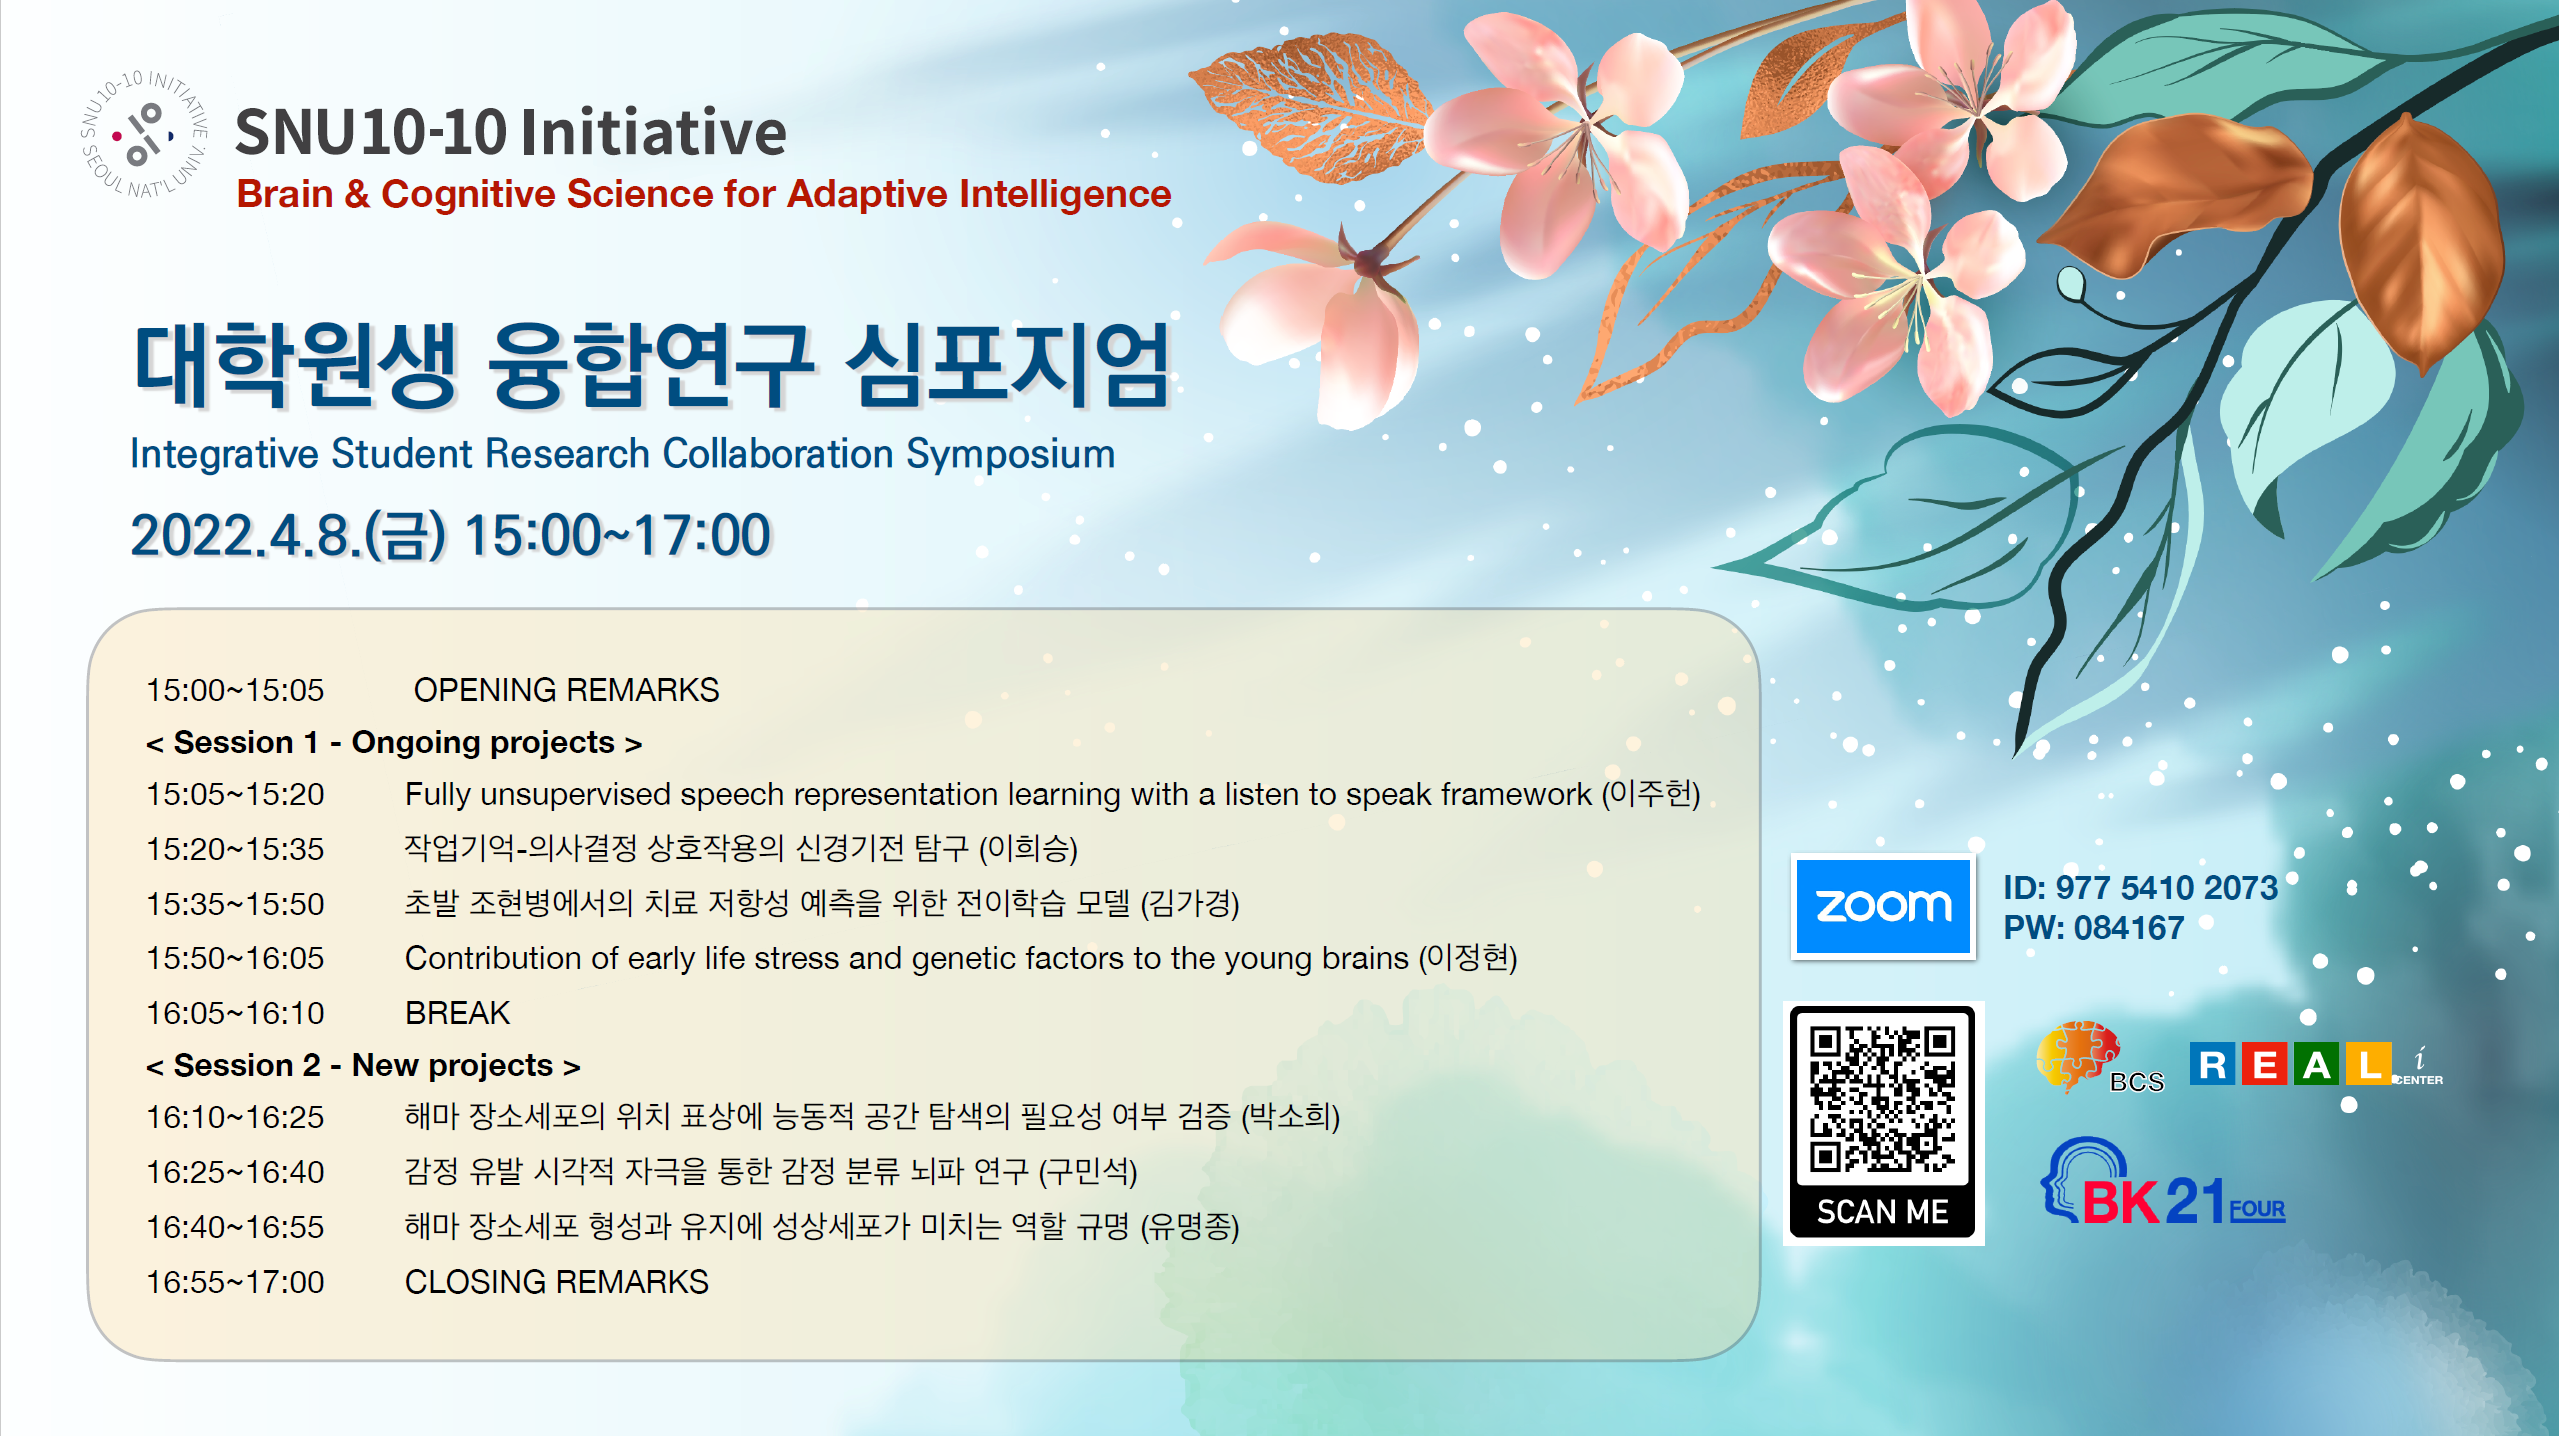 SNU10-10 INITIATIVE
SEOUL NAT'L UNIV.
SNU10-10 Initiative
Brain & Cognitive Science for Adaptive Intelligence
대학원생 융합연구 심포지엄
Integrative Student Research Collaboration Symposium
2022.4.8.(금) 15:00~17:00
15:00~15:05 OPENING REMARKS
< Session 1 - Ongoing projects >
15:05~15:20 Fully unsupervised speech representation learning with a listen to speak framework (이주헌)
15:20~15:35 작업기억-의사결정 상호작용의 신경기전 탐구 (이희승)
15:35~15:50 초발 조현병에서의 치료 저항성 예측을 위한 전이학습 모델 (김가경)
15:50~16:05 Contribution of early life stress and genetic factors to the young brains (이정현)
16:05~16:10 BREAK
< Session 2 - New projects >
16:10~16:25 해마 장소세포의 위치 표상에 능동적 공간 탐색의 필요성 여부 검증 (박소희)
16:25~16:40 감정 유발 시각적 자극을 통한 감정 분류 뇌파 연구 (구민석)
16:40~16:55 해마 장소세포 형성과 유지에 성상세포가 미치는 역할 규명 (유명종)
16:55~17:00 CLOSING REMARKS
zoom
ID: 977 5410 2073
PW: 084167
SCAN ME
BCS
REAL i CENTER
BK21 FOUR